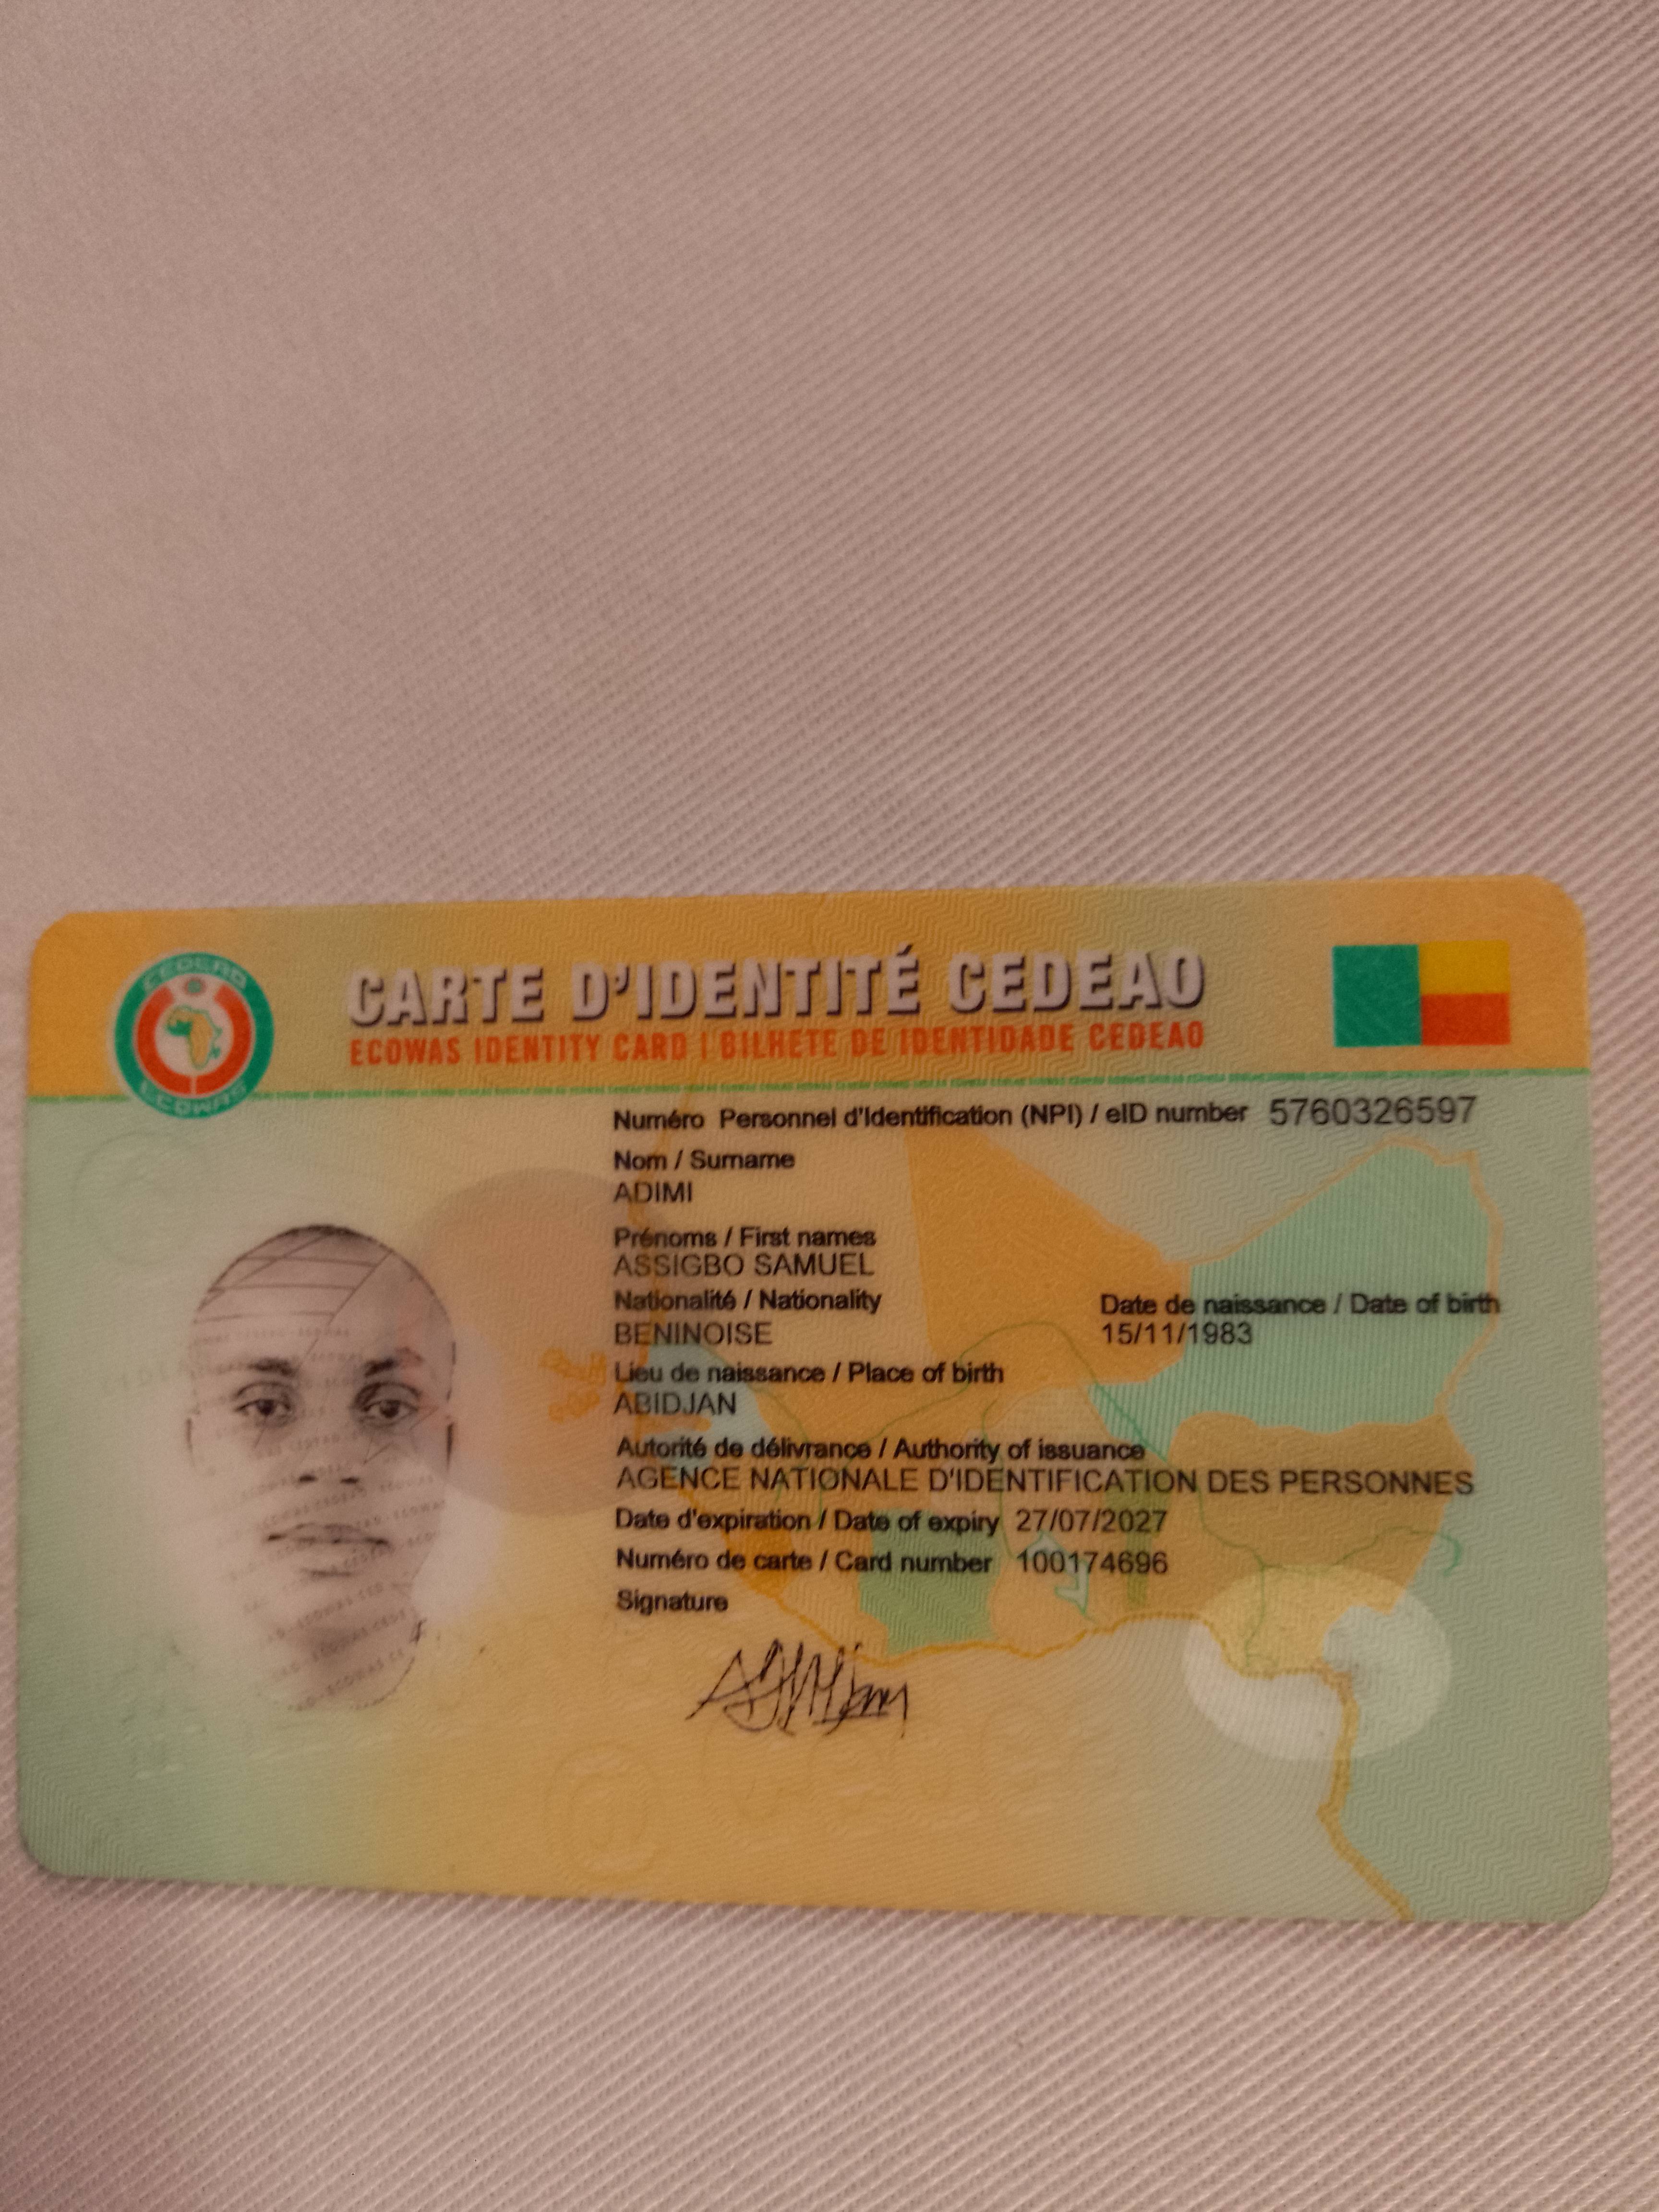 CARTE D'IDENTITÉ CEDEAO
ECOWAS IDENTITY CARD | BILHETE DE IDENTIDADE CEDEAO
CEDEAO
ECOWAS
Numéro Personnel d'Identification (NPI) / eID number 5760326597
Nom / Surname
ADIMI
Prénoms / First names
ASSIGBO SAMUEL
Nationalité / Nationality
BENINOISE
Date de naissance / Date of birth
15/11/1983
Lieu de naissance / Place of birth
ABIDJAN
Autorité de délivrance / Authority of issuance
AGENCE NATIONALE D'IDENTIFICATION DES PERSONNES
Date d'expiration / Date of expiry 27/07/2027
Numéro de carte / Card number 100174696
Signature